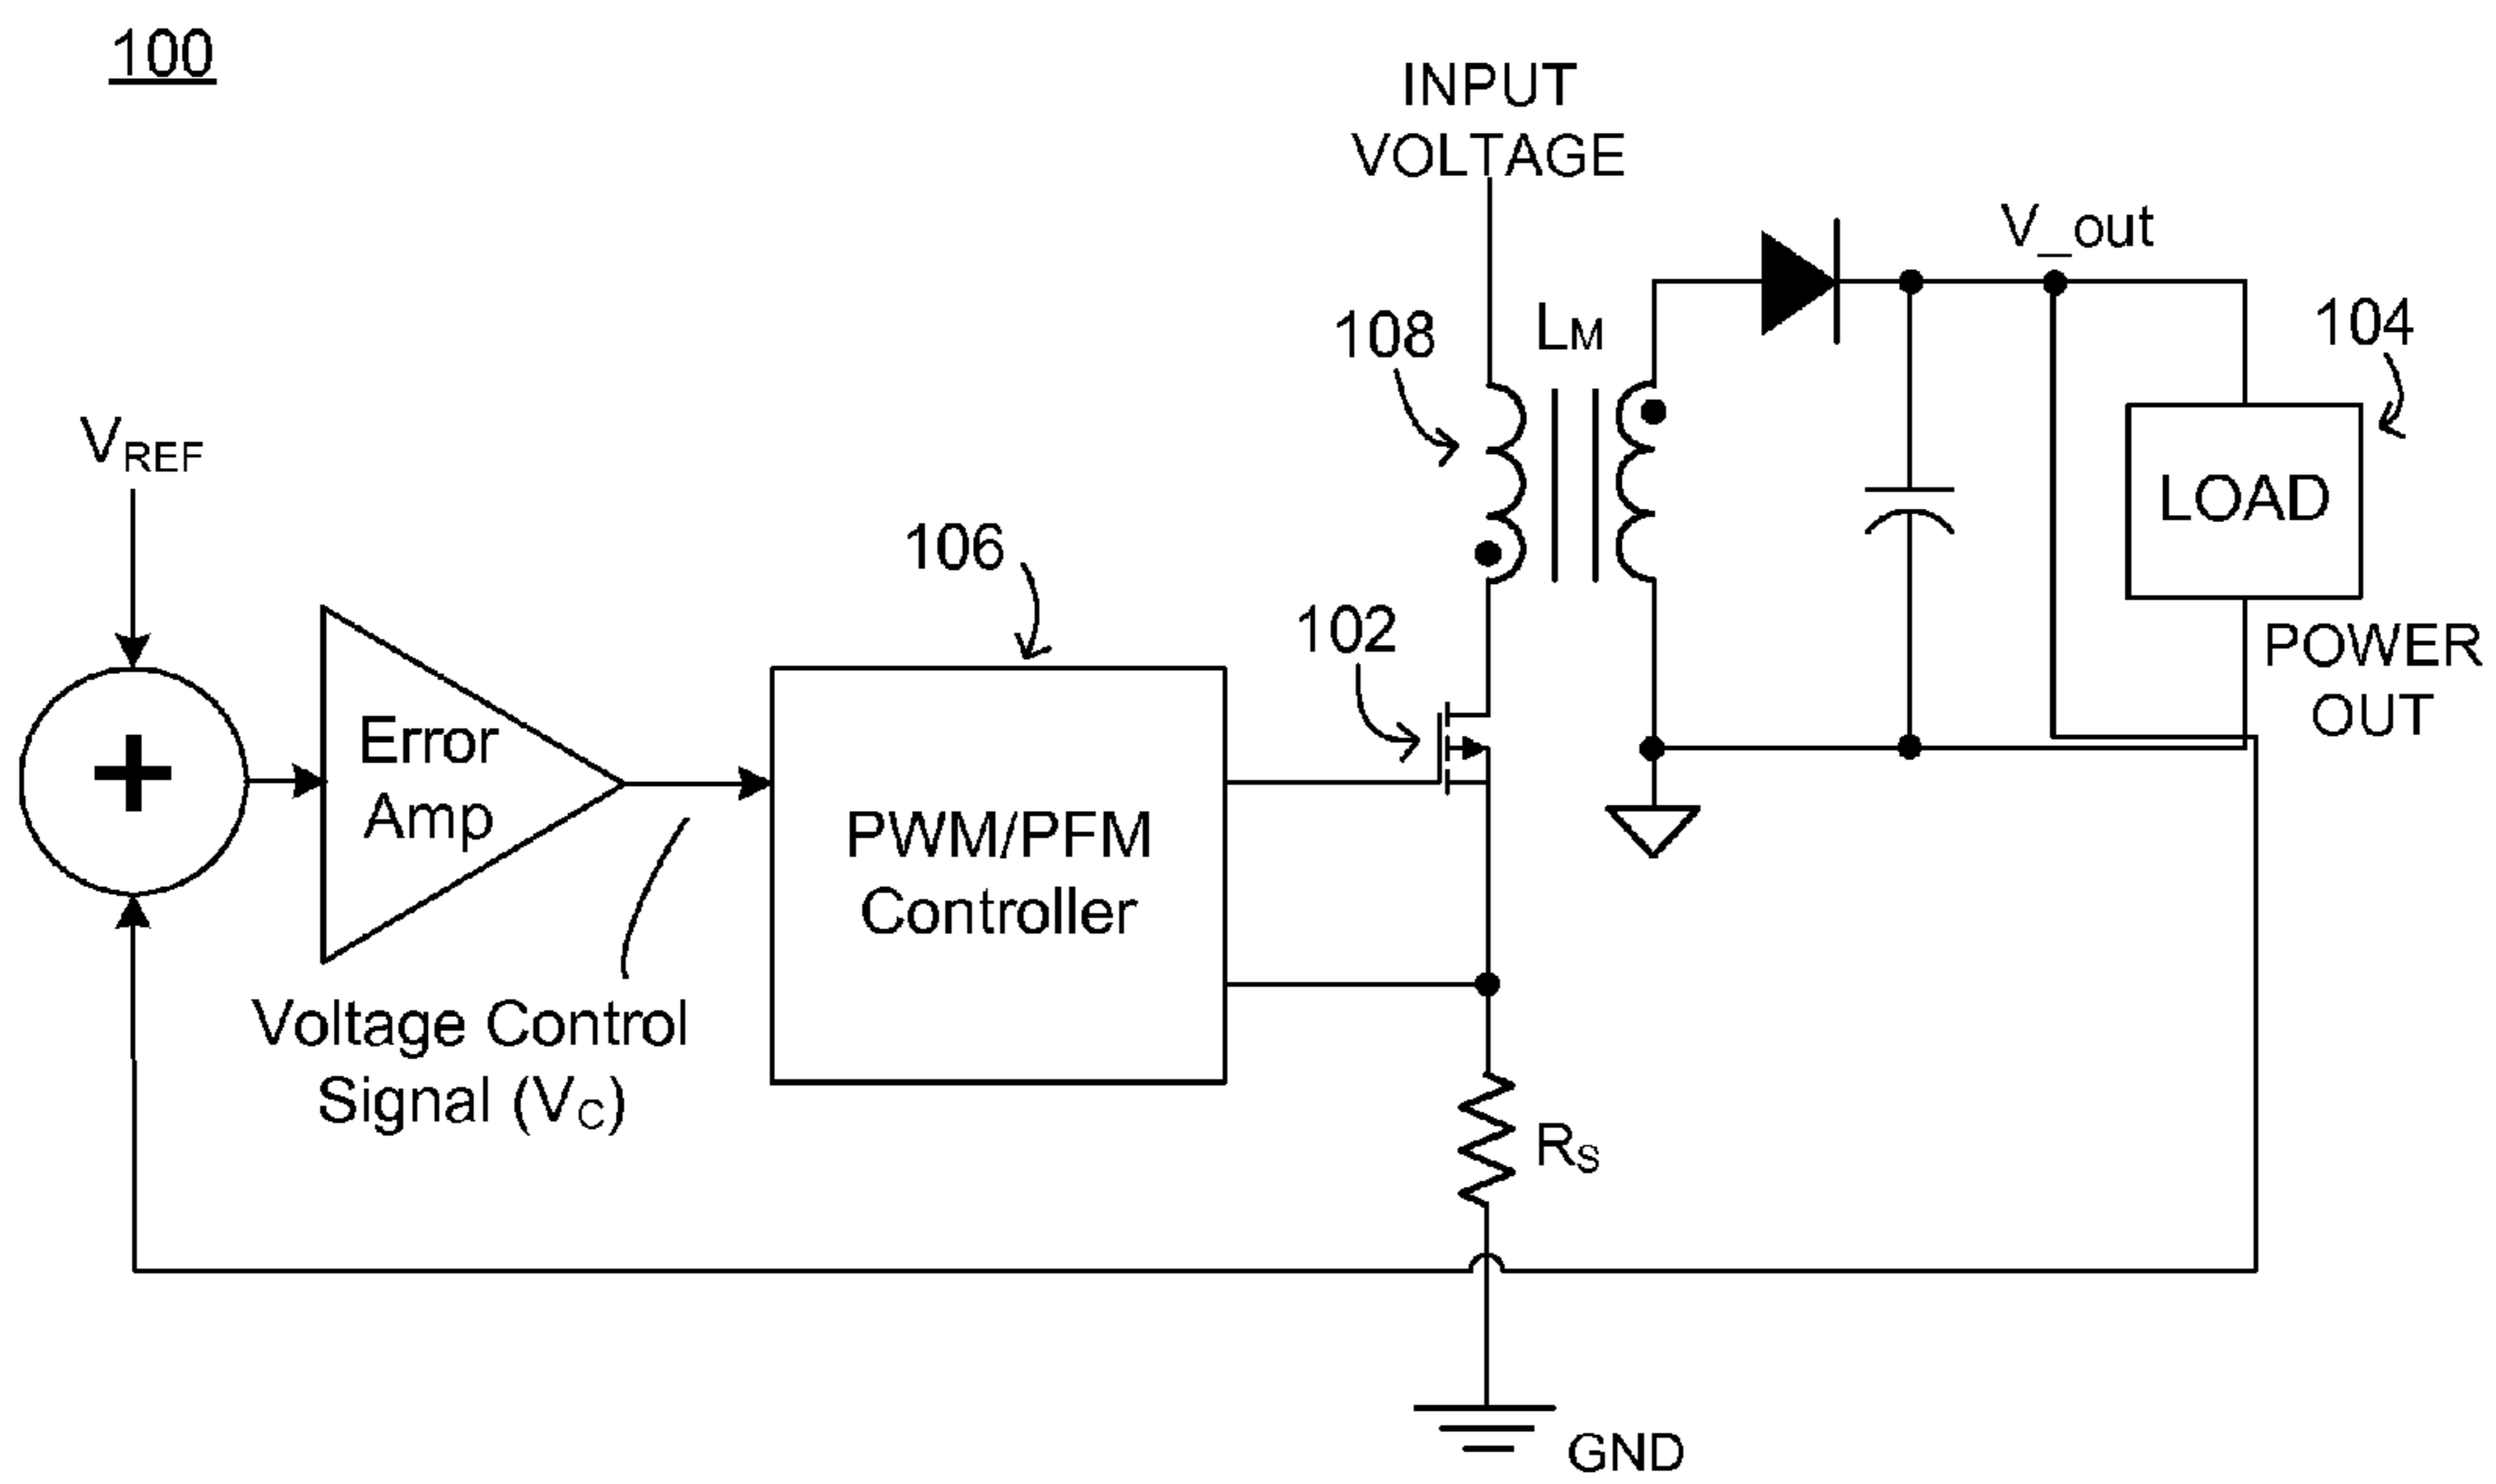 100
INPUT
VOLTAGE
V_out
108
LM
104
VREF
LOAD
106
102
POWER
OUT
Error
Amp
+
PWM/PFM
Controller
Voltage Control
Signal (VC)
RS
GND